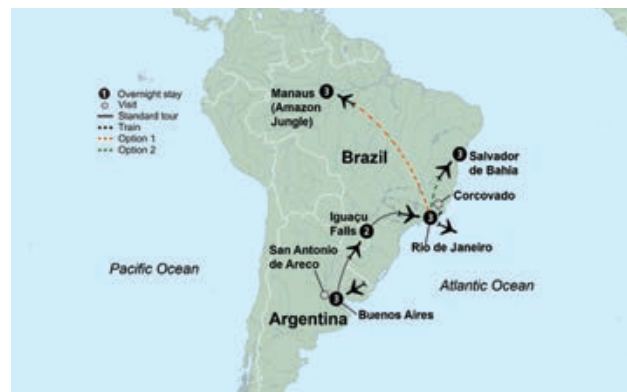 1 Overnight stay
Visit
Standard tour
Train
Option 1
Option 2
Manaus 3
(Amazon
Jungle)
Brazil
3 Salvador
de Bahia
Corcovado
Iguaçu
Falls 2
3
Rio de Janeiro
San Antonio
de Areco
Pacific Ocean
Atlantic Ocean
3
Buenos Aires
Argentina